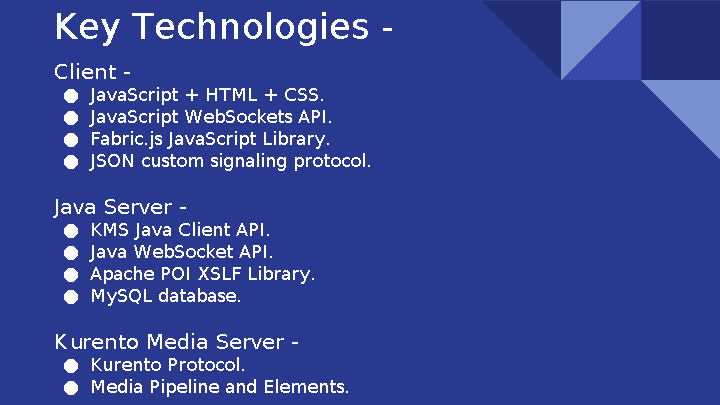 Key Technologies -
Client -
● JavaScript + HTML + CSS.
● JavaScript WebSockets API.
● Fabric.js JavaScript Library.
● JSON custom signaling protocol.
Java Server -
● KMS Java Client API.
● Java WebSocket API.
● Apache POI XSLF Library.
● MySQL database.
Kurento Media Server -
● Kurento Protocol.
● Media Pipeline and Elements.